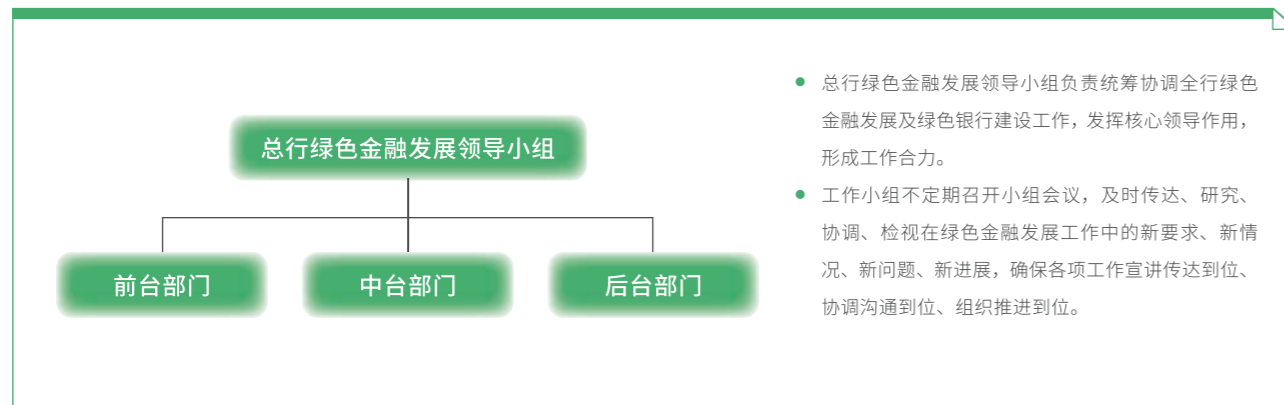 总行绿色金融发展领导小组
前台部门
中台部门
后台部门
总行绿色金融发展领导小组负责统筹协调全行绿色
金融发展及绿色银行建设工作，发挥核心领导作用，
形成工作合力。
工作小组不定期召开小组会议，及时传达、研究、
协调、检视在绿色金融发展工作中的新要求、新情
况、新问题、新进展，确保各项工作宣讲传达到位、
协调沟通到位、组织推进到位。